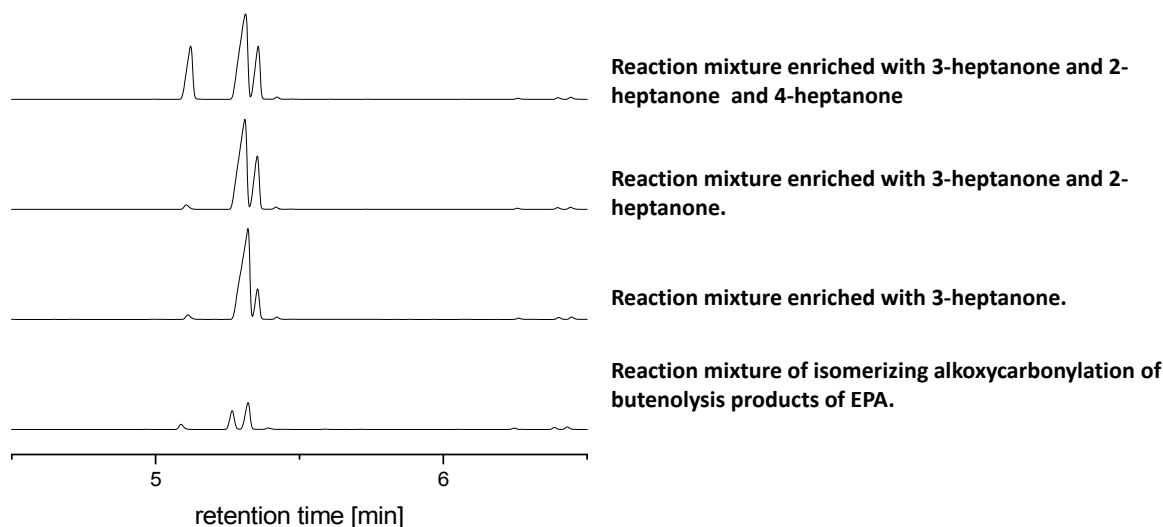 Reaction mixture enriched with 3-heptanone and 2-
heptanone and 4-heptanone
Reaction mixture enriched with 3-heptanone and 2-
heptanone.
Reaction mixture enriched with 3-heptanone.
Reaction mixture of isomerizing alkoxycarbonylation of
butenolysis products of EPA.
5 6
retention time [min]